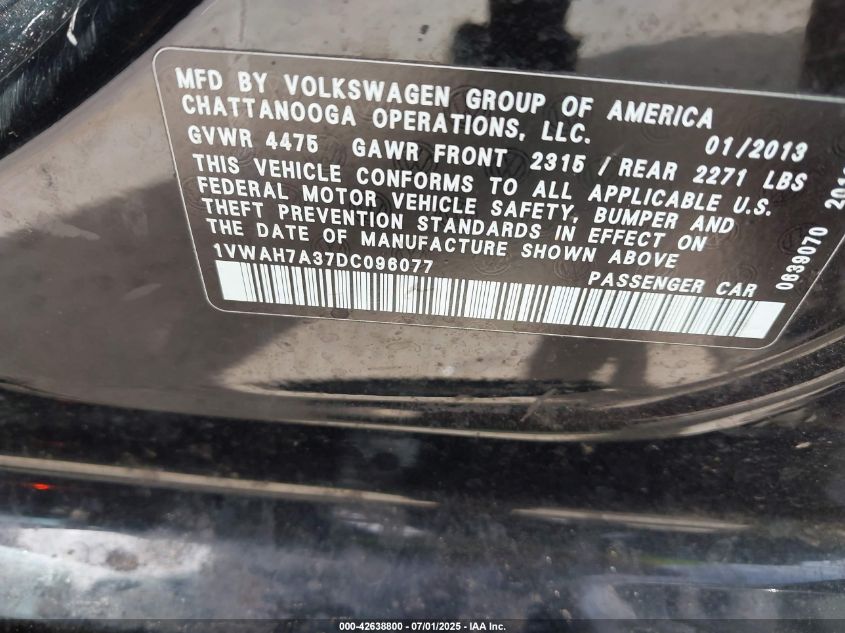 MFD BY VOLKSWAGEN GROUP OF AMERICA
CHATTANOOGA OPERATIONS, LLC.
GVWR 4475 GAWR FRONT 2315 / REAR 2271 LBS 01/2013
THIS VEHICLE CONFORMS TO ALL APPLICABLE U.S.
FEDERAL MOTOR VEHICLE SAFETY, BUMPER AND
THEFT PREVENTION STANDARDS IN EFFECT ON
THE DATE OF MANUFACTURE SHOWN ABOVE
1VWAH7A37DC096077 PASSENGER CAR
0839070
000-42638800 - 07/01/2025 - IAA Inc.